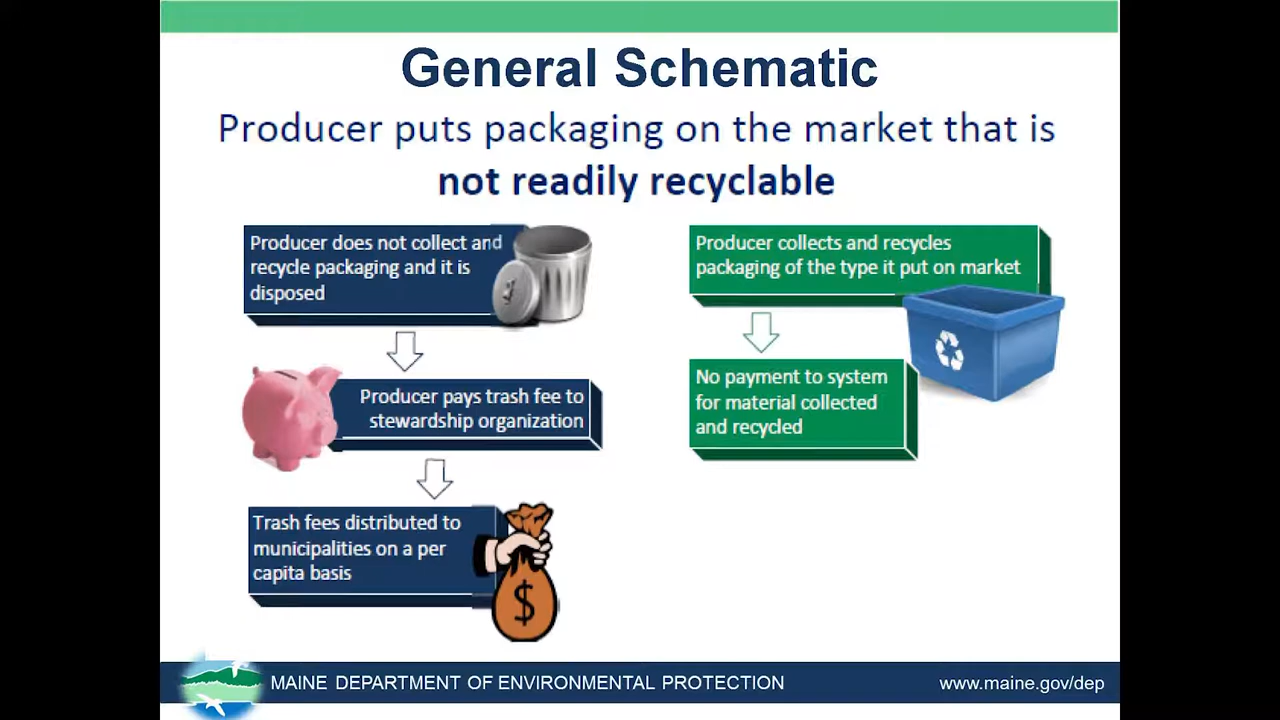 General Schematic
Producer puts packaging on the market that is
not readily recyclable
Producer does not collect and
recycle packaging and it is
disposed
Producer pays trash fee to
stewardship organization
Trash fees distributed to
municipalities on a per
capita basis
$
Producer collects and recycles
packaging of the type it put on market
No payment to system
for material collected
and recycled
MAINE DEPARTMENT OF ENVIRONMENTAL PROTECTION
www.maine.gov/dep